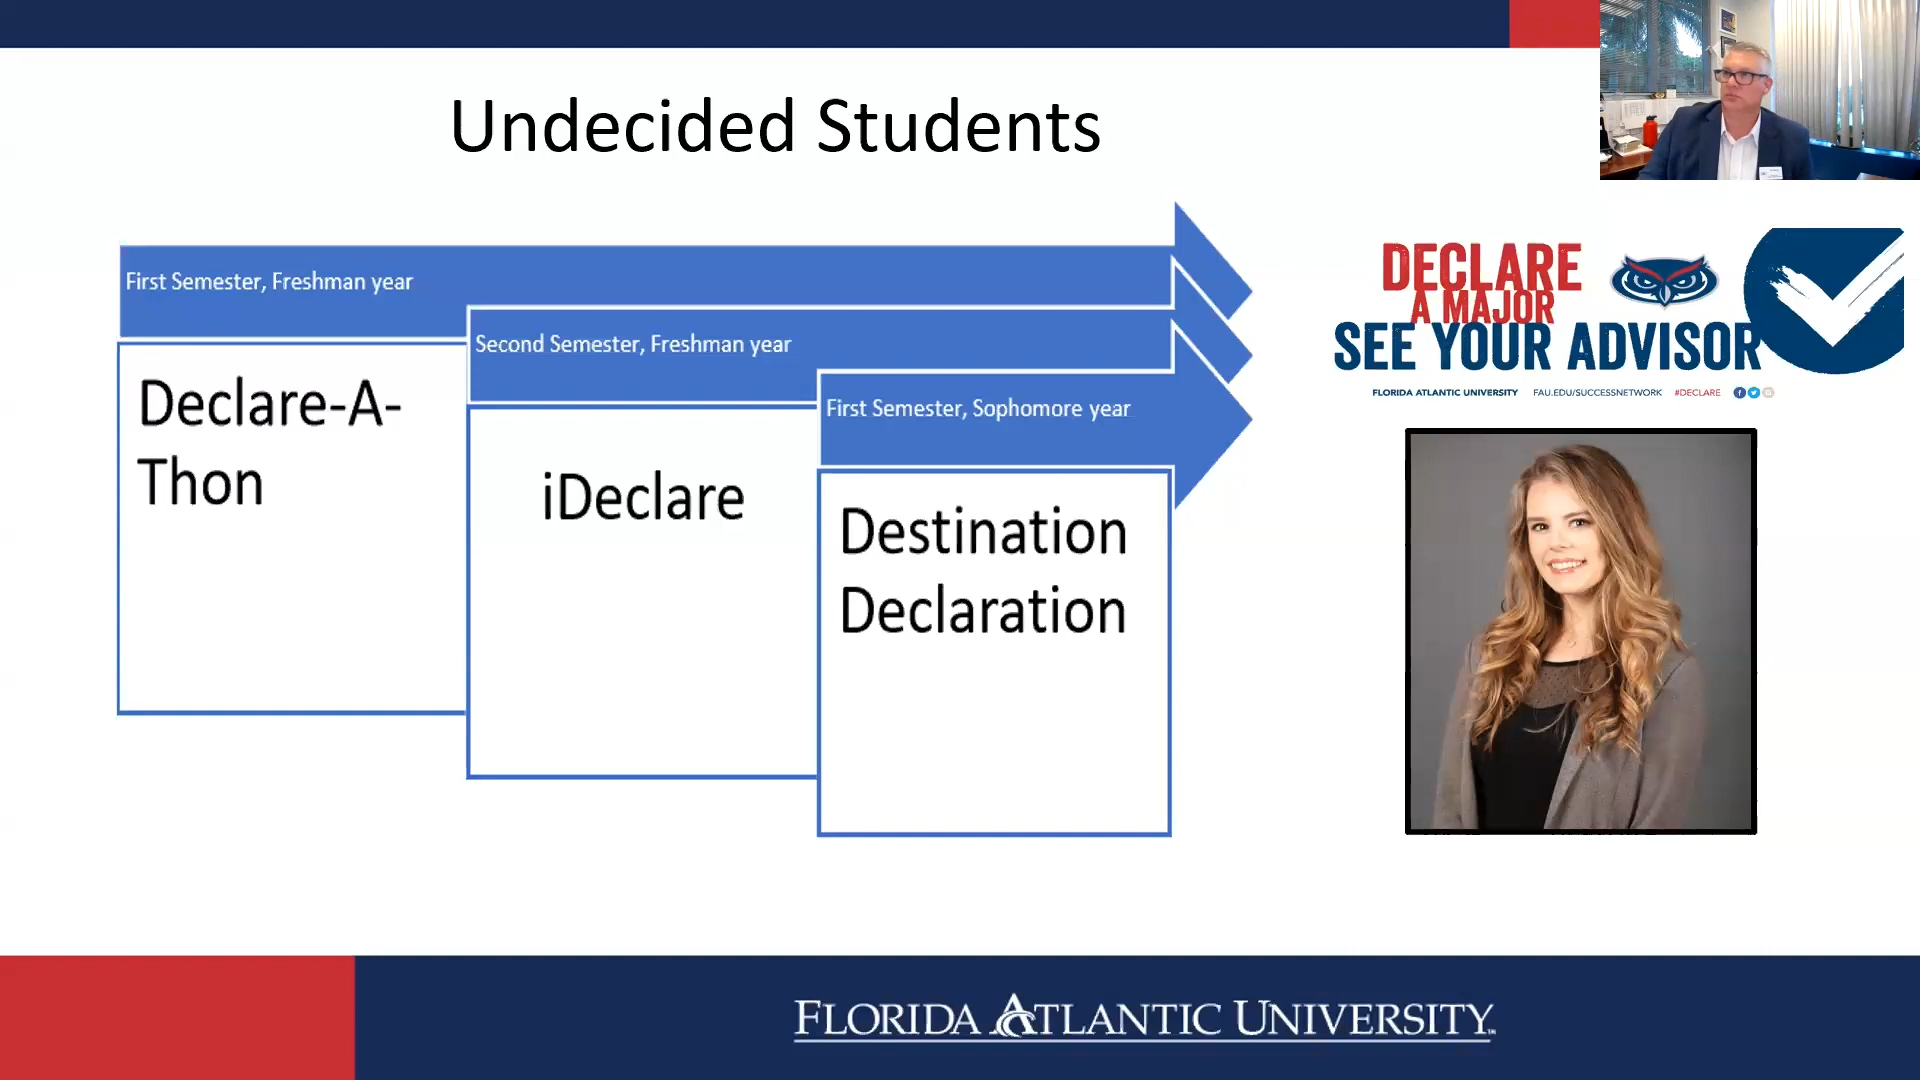 Undecided Students
First Semester, Freshman year
Declare-A-
Thon
Second Semester, Freshman year
iDeclare
First Semester, Sophomore year
Destination
Declaration
DECLARE
A MAJOR
SEE YOUR ADVISOR
FLORIDA ATLANTIC UNIVERSITY FAU.EDU/SUCCESSNETWORK #DECLARE
FLORIDA ATLANTIC UNIVERSITY